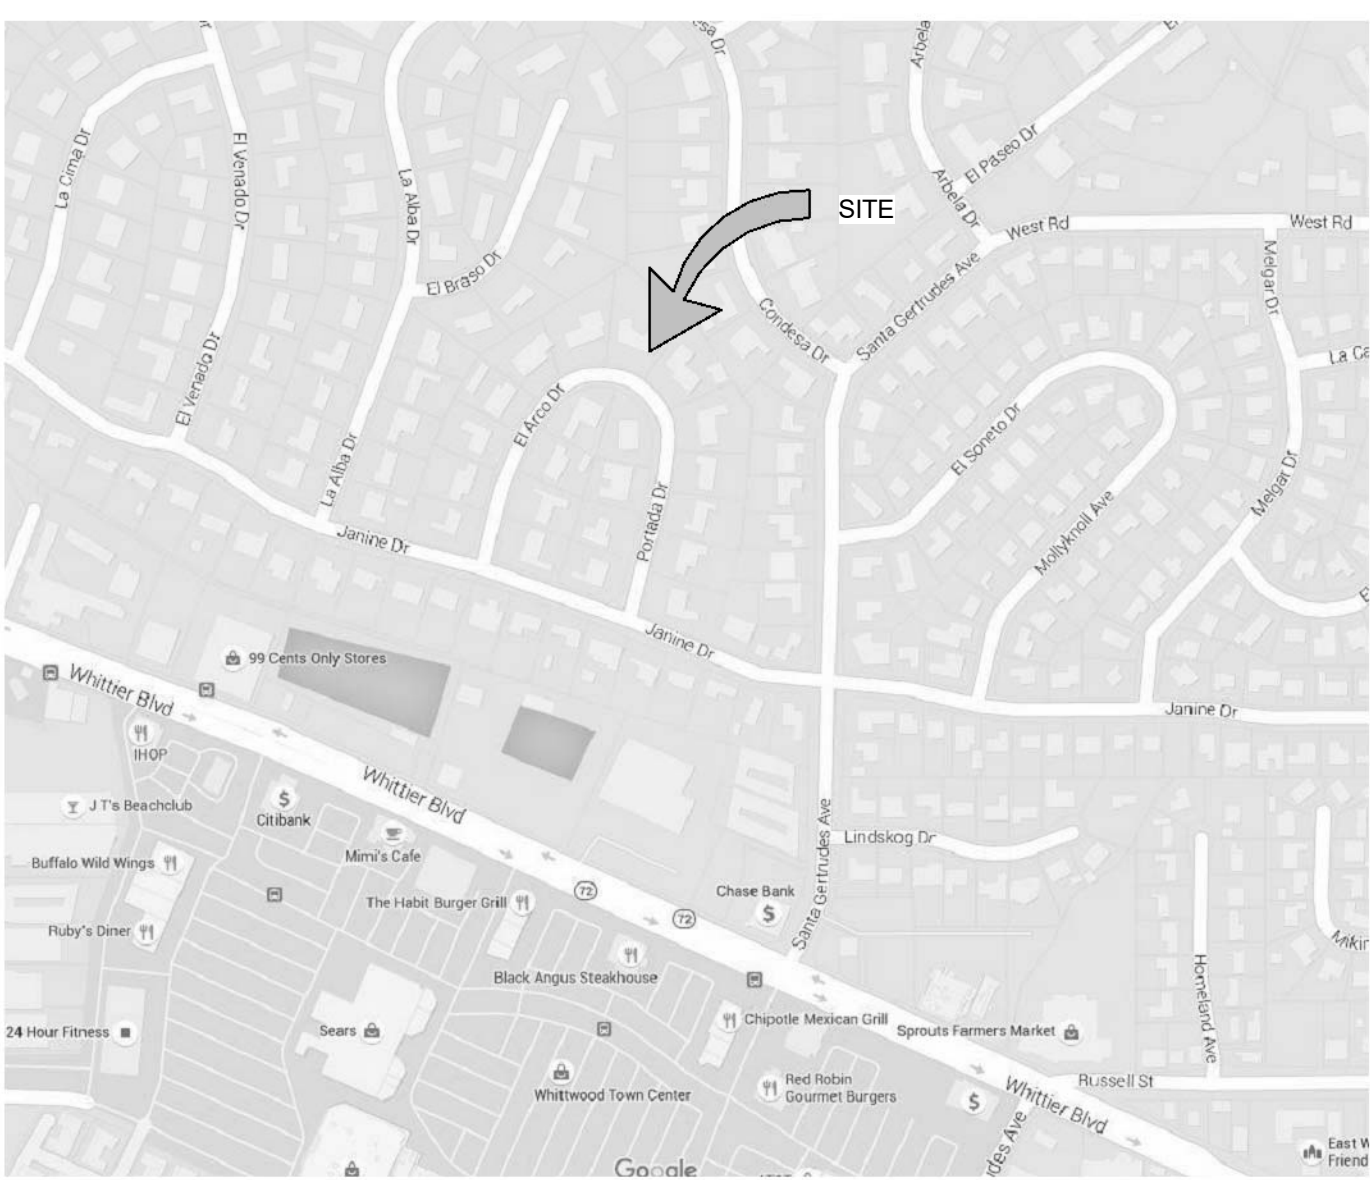 Arbela
El Paseo Dr
La Cima Dr
El Venado Dr
La Alba Dr
Arbela Dr
SITE
West Rd
West Rd
El Braso Dr
Santa Gertrudes Ave
Melgar Dr
Condesa Dr
El Venado Dr
El Arco Dr
El Soneto Dr
La Alba Dr
Melgar Dr
Portada Dr
Janine Dr
Mollyknoll Ave
Janine Dr
99 Cents Only Stores
Whittier Blvd
Janine Dr
IHOP
Whittier Blvd
J T's Beachclub
Citibank
Mimi's Cafe
Santa Gertrudes Ave
Lindskog Dr
Buffalo Wild Wings
The Habit Burger Grill
72
Chase Bank
72
Ruby's Diner
Black Angus Steakhouse
Homeland Ave
24 Hour Fitness
Sears
Chipotle Mexican Grill
Sprouts Farmers Market
Whittwood Town Center
Red Robin
Gourmet Burgers
Russell St
Whittier Blvd
des Ave
East W
Friend
Google